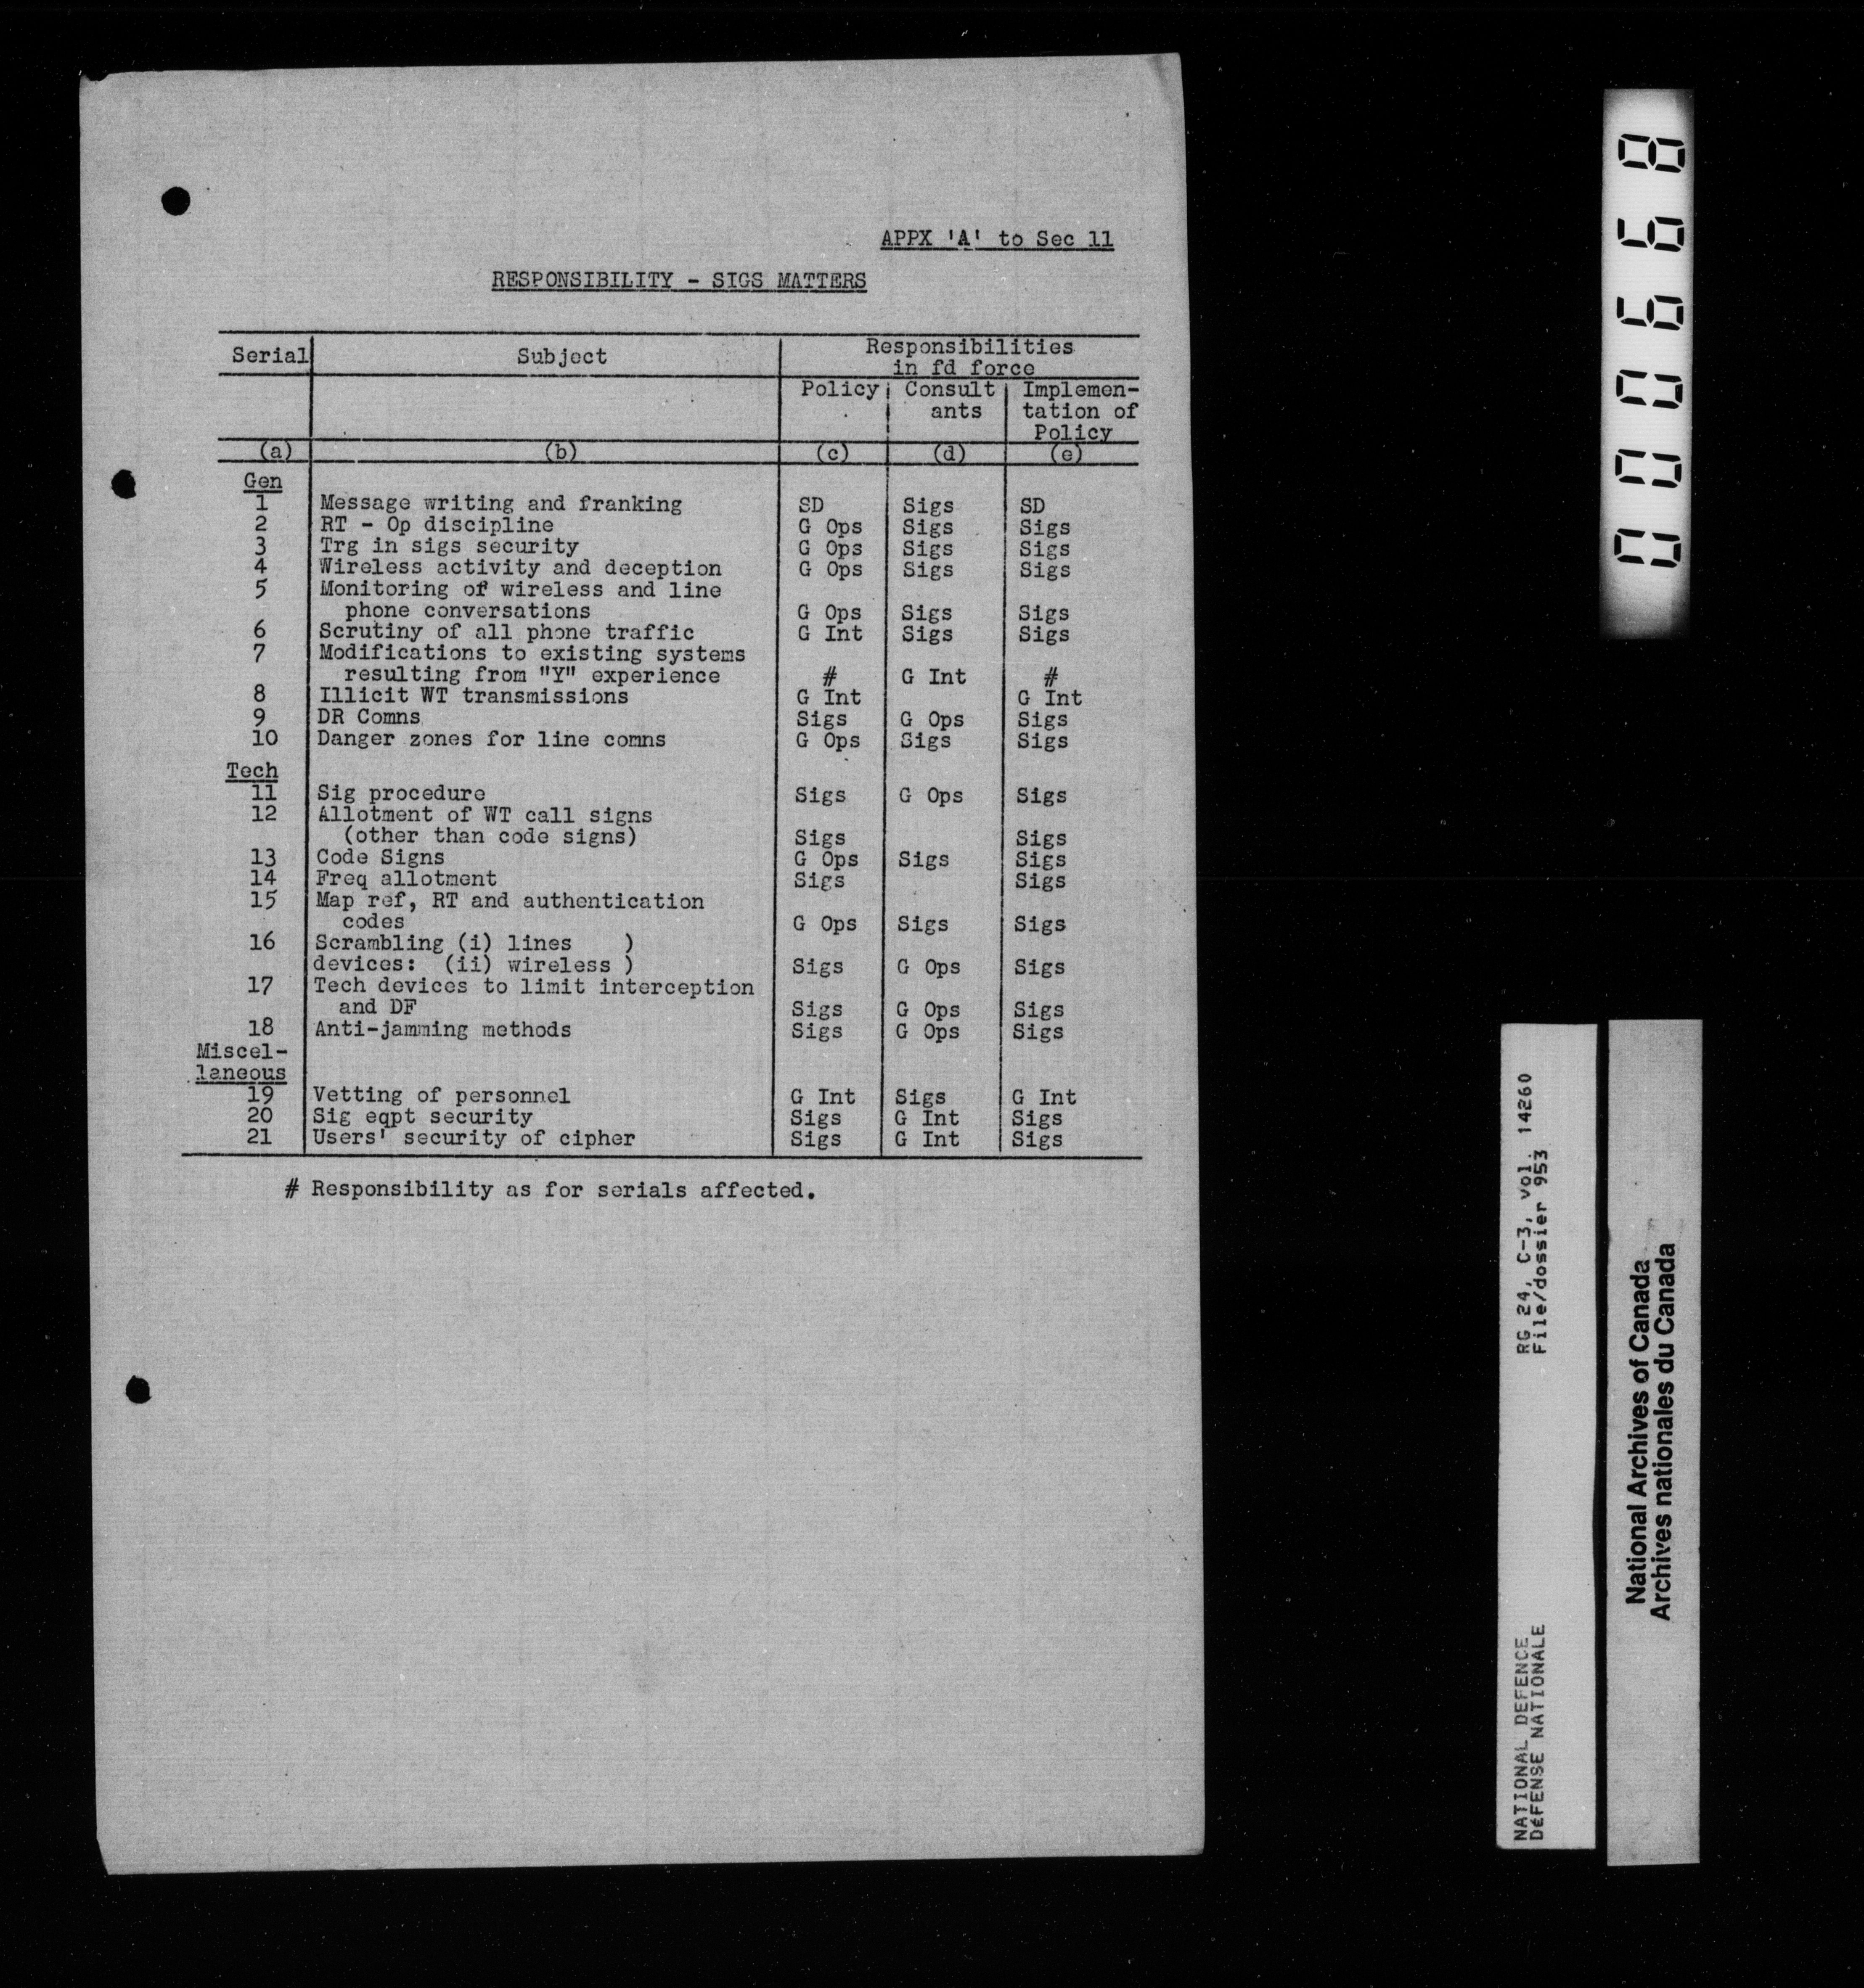 APPX 'A' to Sec 11
RESPONSIBILITY - SIGS MATTERS
Serial Subject Responsibilities
in fd force
Policy Consult Implemen-
ants tation of
Policy
(a) (b) (c) (d) (e)
Gen
1 Message writing and franking SD Sigs SD
2 RT - Op discipline G Ops Sigs Sigs
3 Trg in sigs security G Ops Sigs Sigs
4 Wireless activity and deception G Ops Sigs Sigs
5 Monitoring of wireless and line
phone conversations G Ops Sigs Sigs
6 Scrutiny of all phone traffic G Int Sigs Sigs
7 Modifications to existing systems
resulting from "Y" experience # G Int #
8 Illicit WT transmissions G Int G Int
9 DR Comns Sigs G Ops Sigs
10 Danger zones for line comns G Ops Sigs Sigs
Tech
11 Sig procedure Sigs G Ops Sigs
12 Allotment of WT call signs
(other than code signs) Sigs Sigs
13 Code Signs G Ops Sigs Sigs
14 Freq allotment Sigs Sigs
15 Map ref, RT and authentication
codes G Ops Sigs Sigs
16 Scrambling (i) lines )
devices: (ii) wireless ) Sigs G Ops Sigs
17 Tech devices to limit interception
and DF Sigs G Ops Sigs
18 Anti-jamming methods Sigs G Ops Sigs
Miscel-
laneous
19 Vetting of personnel G Int Sigs G Int
20 Sig eqpt security Sigs G Int Sigs
21 Users' security of cipher Sigs G Int Sigs
# Responsibility as for serials affected.
000668
NATIONAL DEFENCE RG 24, C-3, vol. 14260
DéFENSE NATIONALE File/dossier 953
National Archives of Canada
Archives nationales du Canada